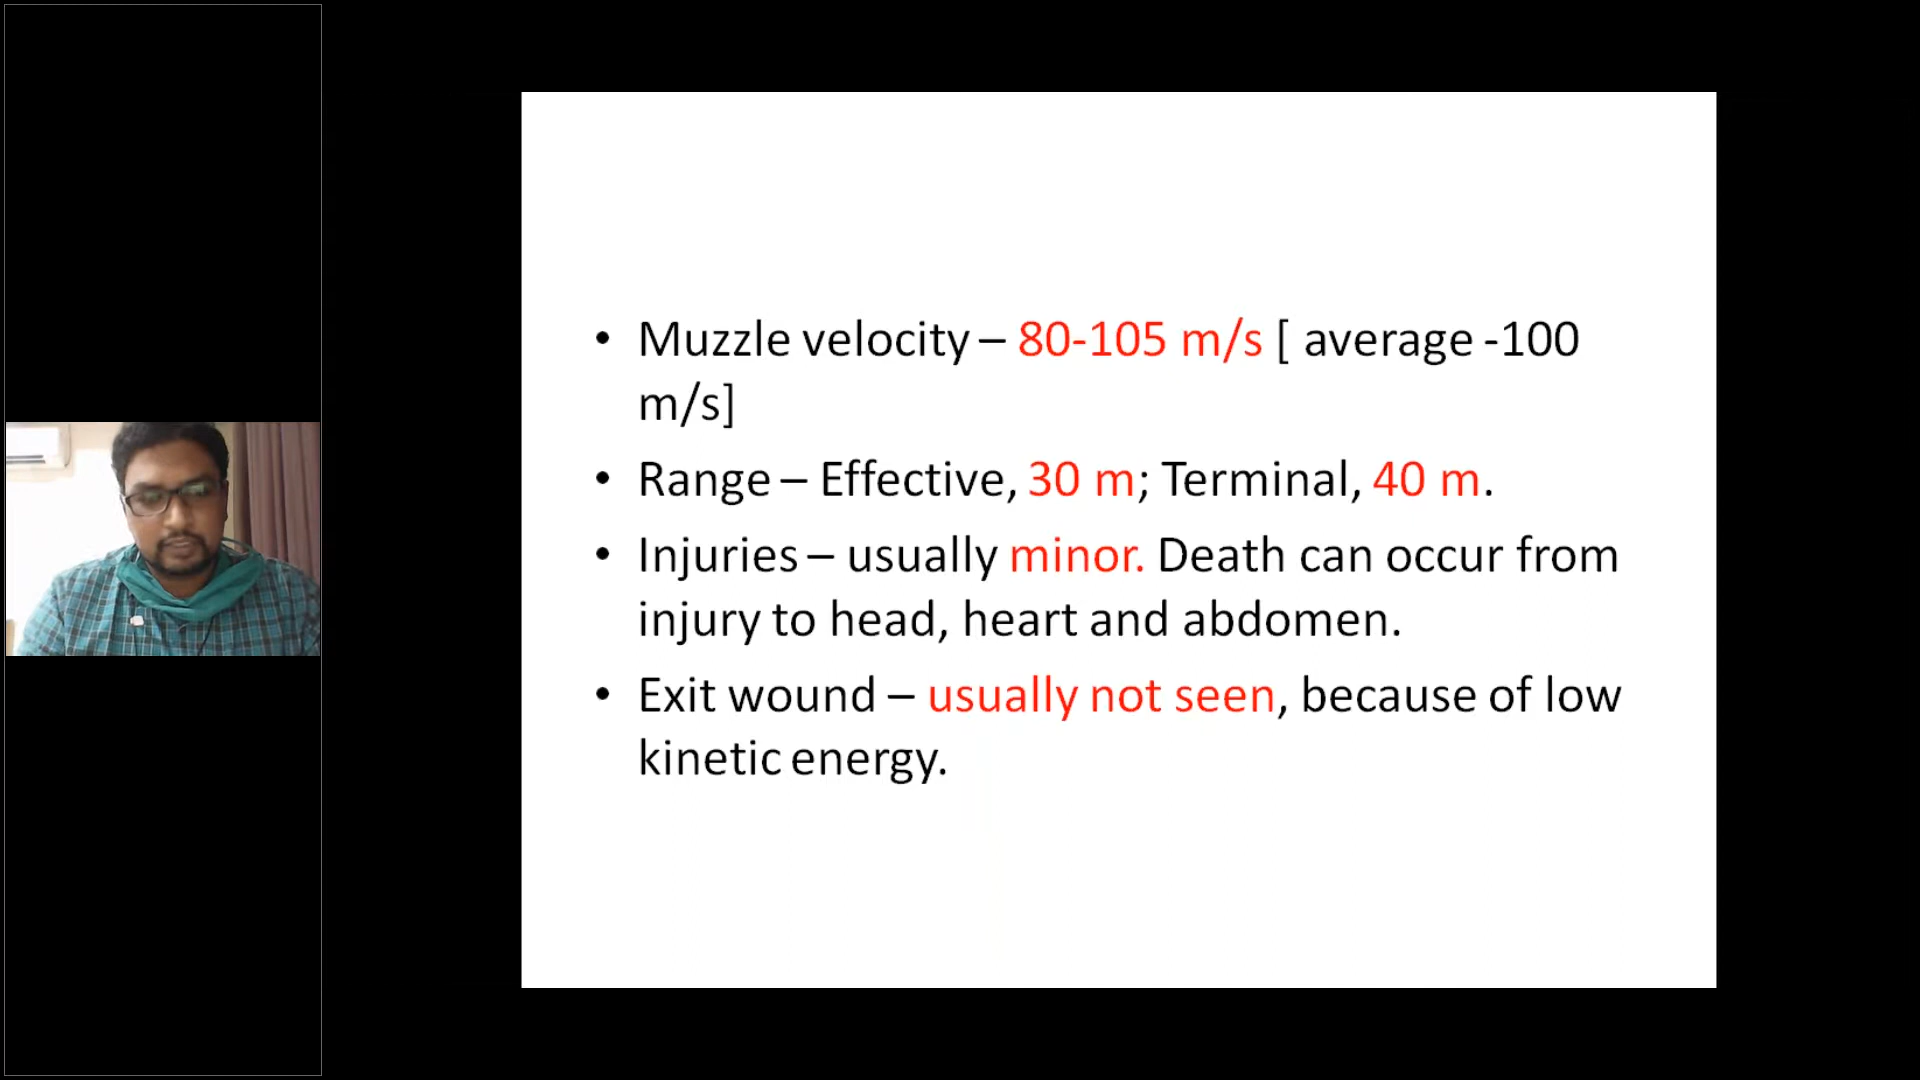 • Muzzle velocity – 80-105 m/s [ average -100
m/s]
• Range – Effective, 30 m; Terminal, 40 m.
• Injuries – usually minor. Death can occur from
injury to head, heart and abdomen.
• Exit wound – usually not seen, because of low
kinetic energy.